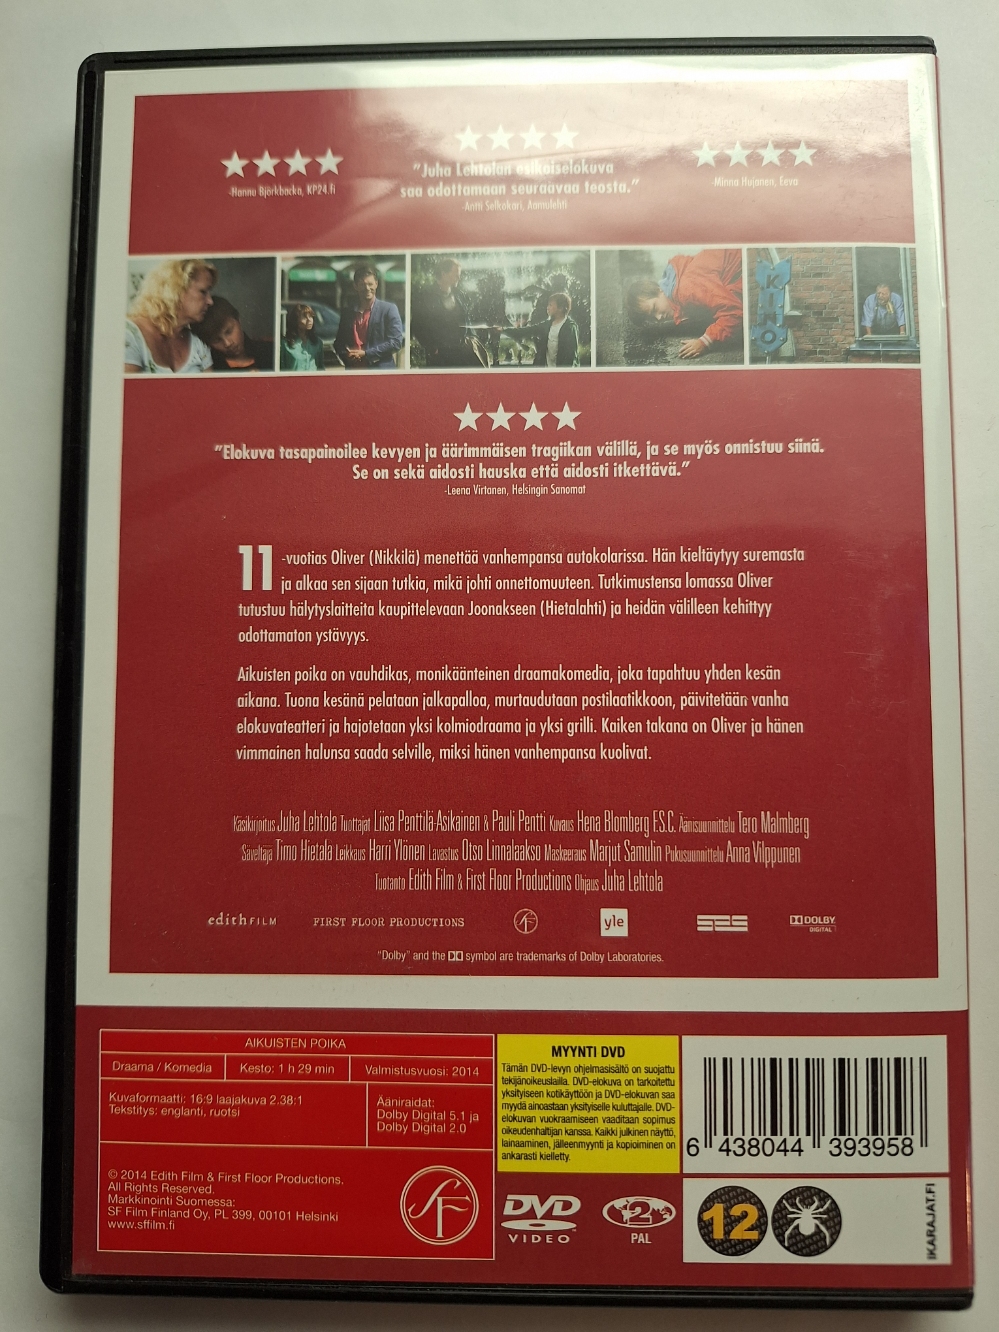 -Hannu Björkbacka, KP24.fi
"Juha Lehtolan esikoiselokuva
saa odottamaan seuraavaa teosta."
-Antti Selkokari, Aamulehti
-Minna Hujanen, Eeva
KINO
"Elokuva tasapainoilee kevyen ja äärimmäisen tragiikan välillä, ja se myös onnistuu siinä.
Se on sekä aidosti hauska että aidosti itkettävä."
-Leena Virtanen, Helsingin Sanomat
11 -vuotias Oliver (Nikkilä) menettää vanhempansa autokolarissa. Hän kieltäytyy suremasta
ja alkaa sen sijaan tutkia, mikä johti onnettomuuteen. Tutkimustensa lomassa Oliver
tutustuu hälytyslaitteita kaupittelevaan Joonakseen (Hietalahti) ja heidän välilleen kehittyy
odottamaton ystävyys.
Aikuisten poika on vauhdikas, monikäänteinen draamakomedia, joka tapahtuu yhden kesän
aikana. Tuona kesänä pelataan jalkapalloa, murtaudutaan postilaatikkoon, päivitetään vanha
elokuvateatteri ja hajotetaan yksi kolmiodraama ja yksi grilli. Kaiken takana on Oliver ja hänen
vimmainen halunsa saada selville, miksi hänen vanhempansa kuolivat.
Käsikirjoitus Juha Lehtola Tuottajat Liisa Penttilä-Asikainen & Pauli Pentti Kuvaus Hena Blomberg F.S.C. Äänisuunnittelu Tero Malmberg
Säveltäjä Timo Hietala Leikkaus Harri Ylönen Lavastus Otso Linnalaakso Maskeeraus Marjut Samulin Pukusuunnittelu Anna Vilppunen
Tuotanto Edith Film & First Floor Productions Ohjaus Juha Lehtola
edith FILM FIRST FLOOR PRODUCTIONS SF yle SES DOLBY DIGITAL
"Dolby" and the DD symbol are trademarks of Dolby Laboratories.
AIKUISTEN POIKA
Draama / Komedia Kesto: 1 h 29 min Valmistusvuosi: 2014
Kuvaformaatti: 16:9 laajakuva 2.38:1
Tekstitys: englanti, ruotsi
Ääniraidat:
Dolby Digital 5.1 ja
Dolby Digital 2.0
© 2014 Edith Film & First Floor Productions.
All Rights Reserved.
Markkinointi Suomessa:
SF Film Finland Oy, PL 399, 00101 Helsinki
www.sffilm.fi
SF
MYYNTI DVD
Tämän DVD-levyn ohjelmasisältö on suojattu
tekijänoikeuslailla. DVD-elokuva on tarkoitettu
yksityiseen kotikäyttöön ja DVD-elokuvan saa
myydä ainoastaan yksityiselle kuluttajalle. DVD-
elokuvan vuokraamiseen vaaditaan sopimus
oikeudenhaltijan kanssa. Kaikki julkinen näyttö,
lainaaminen, jälleenmyynti ja kopioiminen on
ankarasti kielletty.
DVD
VIDEO
2
PAL
6 438044 393958
12
IKARAJAT.FI